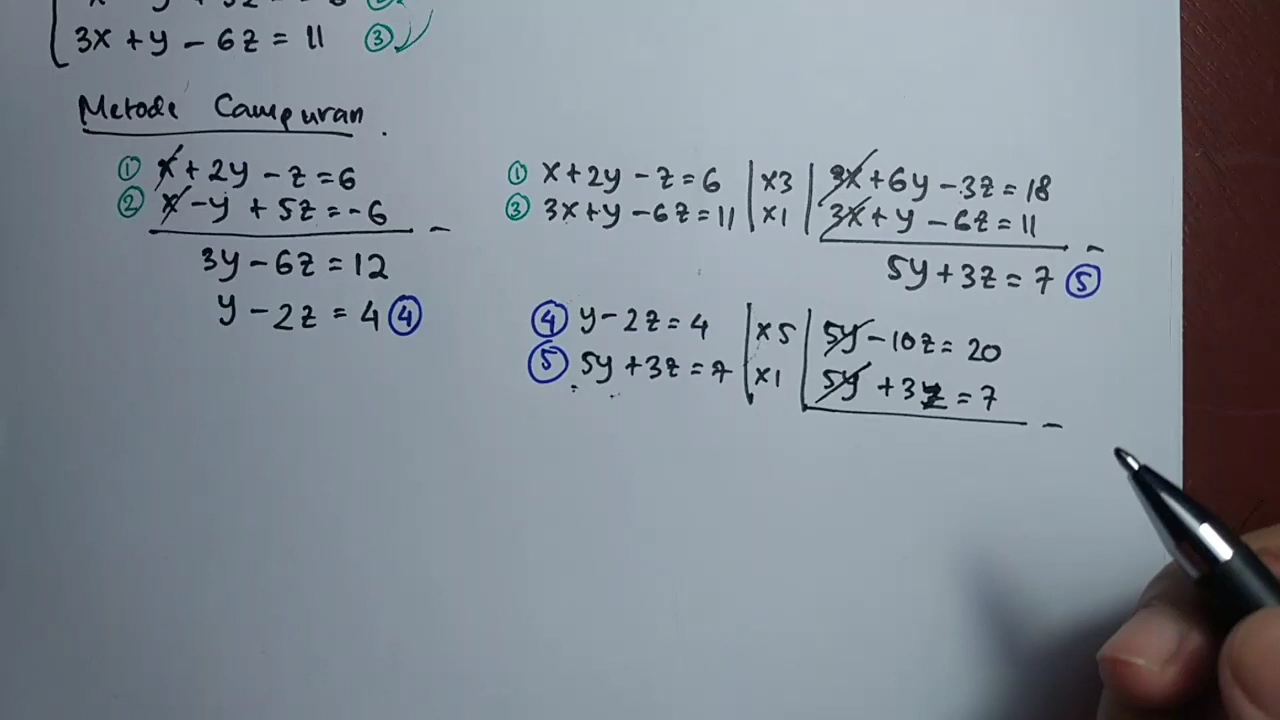 3x + y - 6z = 11 ③
Metode Campuran
① x + 2y - z = 6
② x - y + 5z = -6
3y - 6z = 12
y - 2z = 4 ④
① x + 2y - z = 6 | x3 | 3x + 6y - 3z = 18
③ 3x + y - 6z = 11 | x1 | 3x + y - 6z = 11
5y + 3z = 7 ⑤
④ y - 2z = 4 | x5 | 5y - 10z = 20
⑤ 5y + 3z = 7 | x1 | 5y + 3z = 7